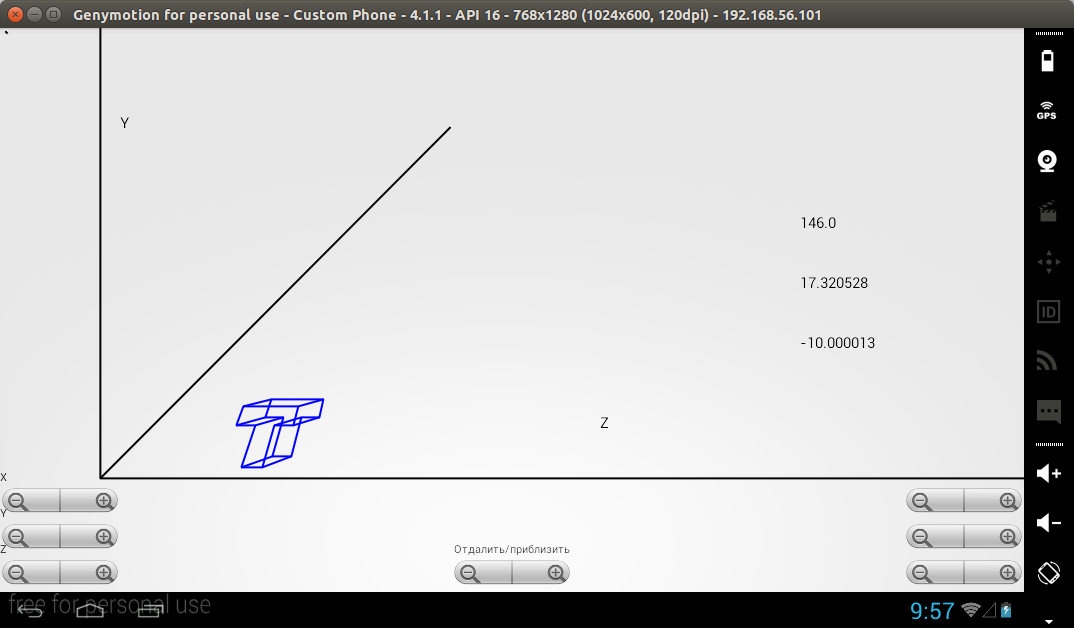 Genymotion for personal use - Custom Phone - 4.1.1 - API 16 - 768x1280 (1024x600, 120dpi) - 192.168.56.101
GPS
Y
146.0
17.320528
ID
-10.000013
Z
X
Y
Z
Отдалить/приблизить
free for personal use
9:57